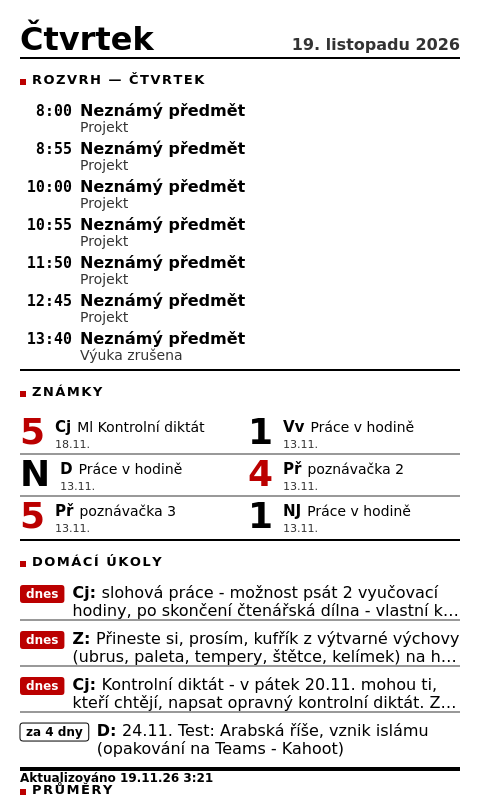 Čtvrtek 19. listopadu 2026
ROZVRH — ČTVRTEK
8:00 Neznámý předmět
Projekt
8:55 Neznámý předmět
Projekt
10:00 Neznámý předmět
Projekt
10:55 Neznámý předmět
Projekt
11:50 Neznámý předmět
Projekt
12:45 Neznámý předmět
Projekt
13:40 Neznámý předmět
Výuka zrušena
ZNÁMKY
5 Cj Ml Kontrolní diktát
18.11.
1 Vv Práce v hodině
13.11.
N D Práce v hodině
13.11.
4 Př poznávačka 2
13.11.
5 Př poznávačka 3
13.11.
1 NJ Práce v hodině
13.11.
DOMÁCÍ ÚKOLY
dnes Cj: slohová práce - možnost psát 2 vyučovací
hodiny, po skončení čtenářská dílna - vlastní k...
dnes Z: Přineste si, prosím, kufřík z výtvarné výchovy
(ubrus, paleta, tempery, štětce, kelímek) na h...
dnes Cj: Kontrolní diktát - v pátek 20.11. mohou ti,
kteří chtějí, napsat opravný kontrolní diktát. Z...
za 4 dny D: 24.11. Test: Arabská říše, vznik islámu
(opakování na Teams - Kahoot)
Aktualizováno 19.11.26 3:21
PRŮMĚRY